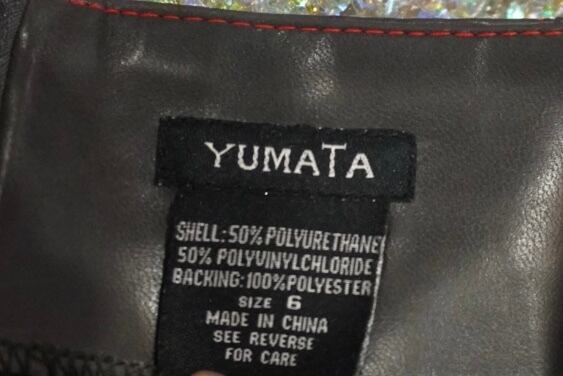 YUMATA
SHELL: 50% POLYURETHANE
50% POLYVINYLCHLORIDE
BACKING: 100% POLYESTER
SIZE 6
MADE IN CHINA
SEE REVERSE
FOR CARE